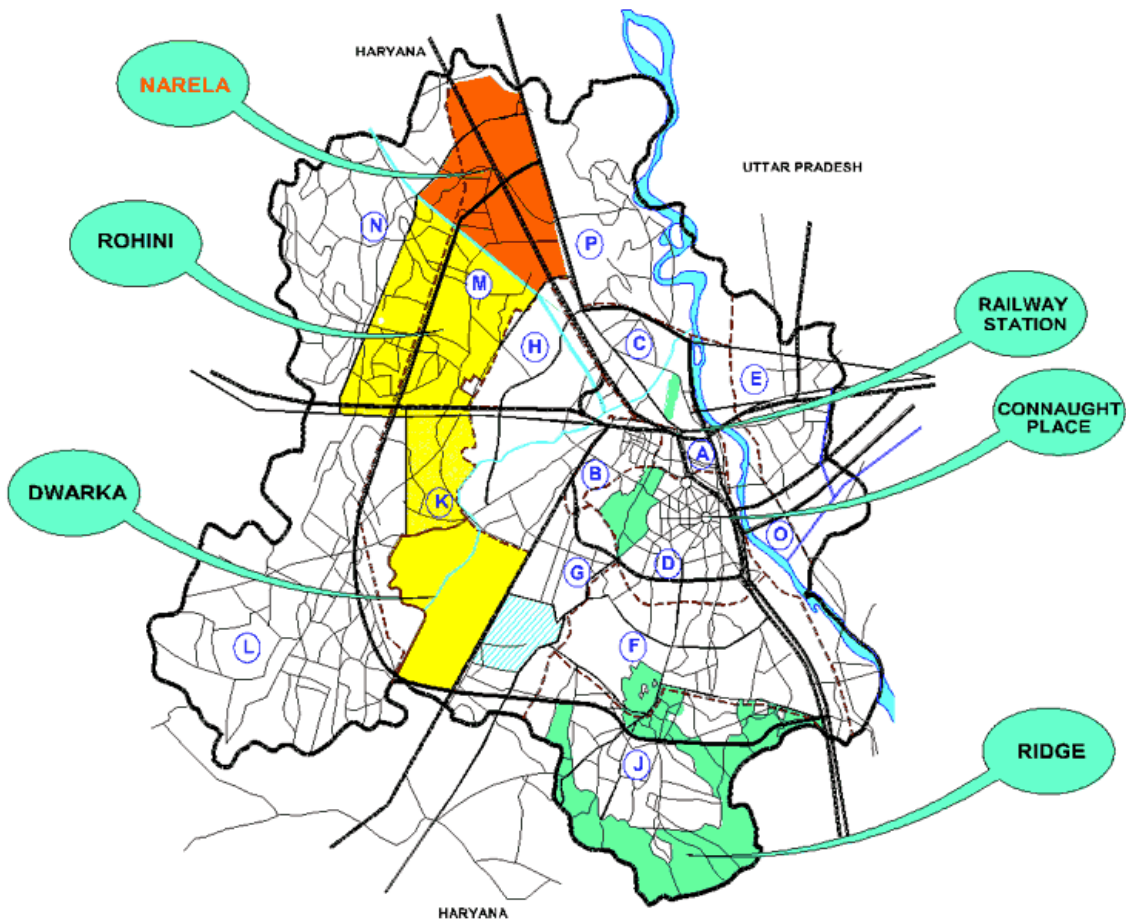 HARYANA
NARELA
UTTAR PRADESH
N
ROHINI
P
M
RAILWAY
STATION
H
C
E
CONNAUGHT
PLACE
A
B
DWARKA
K
O
D
G
L
F
RIDGE
J
HARYANA